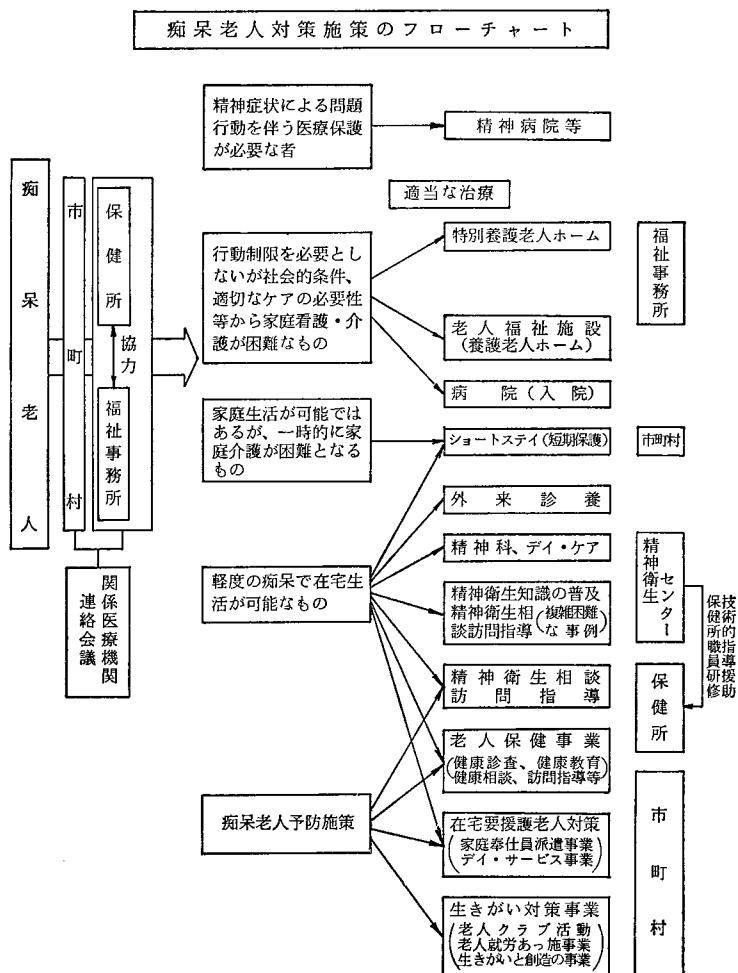 痴呆老人対策施策のフローチャート
精神症状による問題
行動を伴う医療保護
が必要な者
精神病院等
適当な治療
痴呆老人
市町村
保健所
協力
福祉事務所
関係医療機関
連絡会議
行動制限を必要とし
ないが社会的条件、
適切なケアの必要性
等から家庭看護・介
護が困難なもの
特別養護老人ホーム
老人福祉施設
(養護老人ホーム)
病院(入院)
福祉事務所
家庭生活が可能では
あるが、一時的に家
庭介護が困難となる
もの
ショートステイ(短期保護)
市町村
軽度の痴呆で在宅生
活が可能なもの
外来診養
精神科、デイ・ケア
精神衛生知識の普及
精神衛生相(複雑困難
談訪問指導 な事例)
精神衛生
センター
技術的指導援助
保健所職員研修
精神衛生相談
訪問指導
保健所
老人保健事業
(健康診査、健康教育
健康相談、訪問指導等)
痴呆老人予防施策
在宅要援護老人対策
(家庭奉仕員派遣事業
デイ・サービス事業)
生きがい対策事業
(老人クラブ活動
老人就労あっ施事業
生きがいと創造の事業)
市町村